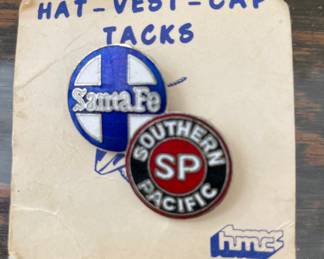 HAT-VEST-CAP
TACKS
Santa Fe
SOUTHERN
SP
PACIFIC
hmc